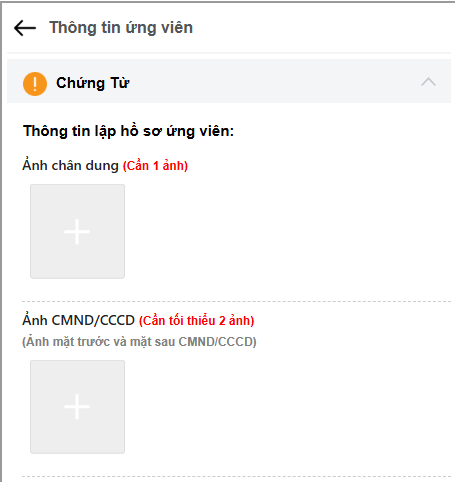 Thông tin ứng viên
Chứng Từ
Thông tin lập hồ sơ ứng viên:
Ảnh chân dung (Cần 1 ảnh)
Ảnh CMND/CCCD (Cần tối thiểu 2 ảnh)
(Ảnh mặt trước và mặt sau CMND/CCCD)